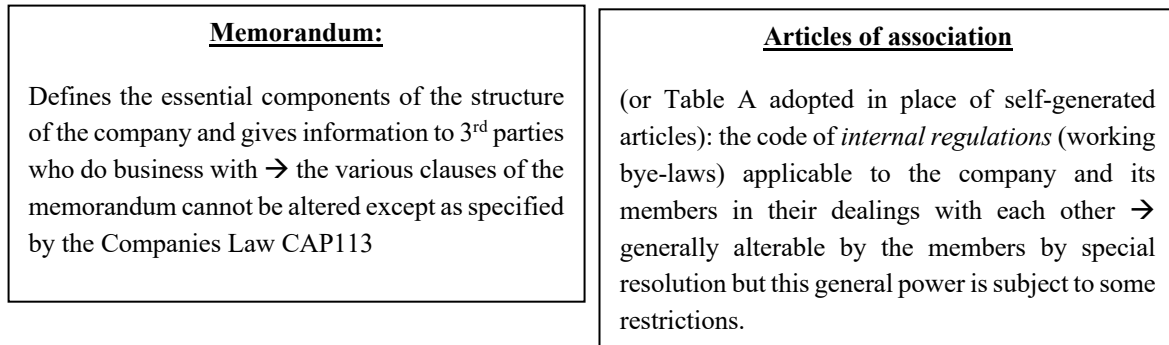 Memorandum:
Defines the essential components of the structure
of the company and gives information to 3rd parties
who do business with → the various clauses of the
memorandum cannot be altered except as specified
by the Companies Law CAP113
Articles of association
(or Table A adopted in place of self-generated
articles): the code of internal regulations (working
bye-laws) applicable to the company and its
members in their dealings with each other →
generally alterable by the members by special
resolution but this general power is subject to some
restrictions.